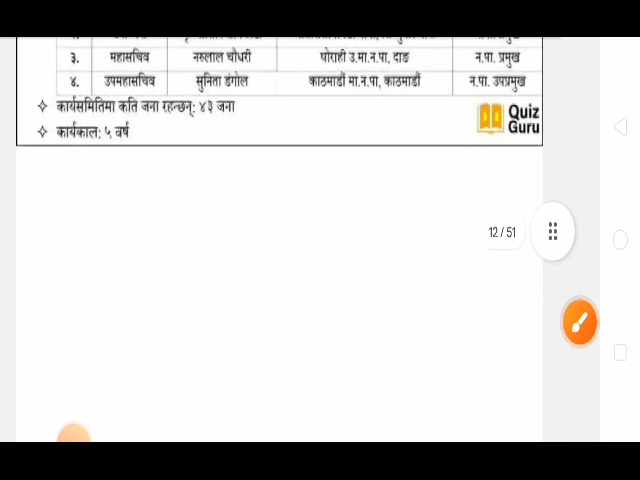 ३. महासचिव नरुलाल चौधरी घोराही उ.मा.न.पा, दाङ न.पा. प्रमुख
४. उपमहासचिव सुनिता डंगोल काठमाडौं मा.न.पा, काठमाडौं न.पा. उपप्रमुख
✧ कार्यसमितिमा कति जना रहन्छन्: ४३ जना
✧ कार्यकाल: ५ वर्ष
Quiz
Guru
12 / 51